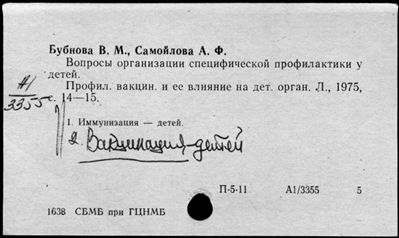 Бубнова В. М., Самойлова А. Ф.
Вопросы организации специфической профилактики у
детей.
Профил. вакцин. и ее влияние на дет. орган. Л., 1975,
с. 14—15.
А1/
3355
1. Иммунизация — детей.
2. Вакцинация-детей
П-5-11 А1/3355 5
1638 СБМБ при ГЦНМБ